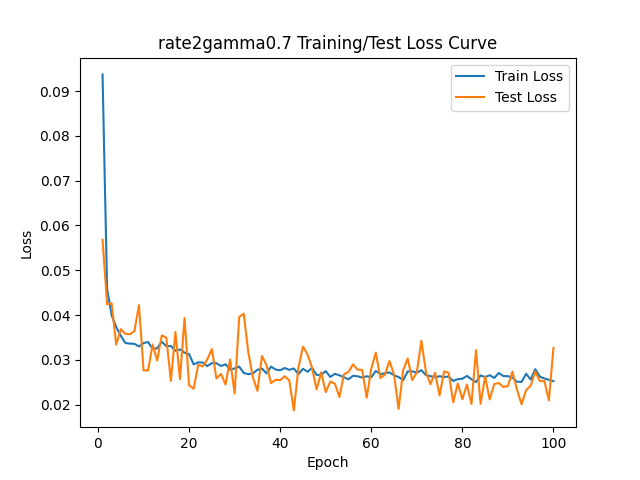 rate2gamma0.7 Training/Test Loss Curve
Train Loss
Test Loss
0.09
0.08
0.07
0.06
0.05
0.04
0.03
0.02
Loss
0
20
40
60
80
100
Epoch